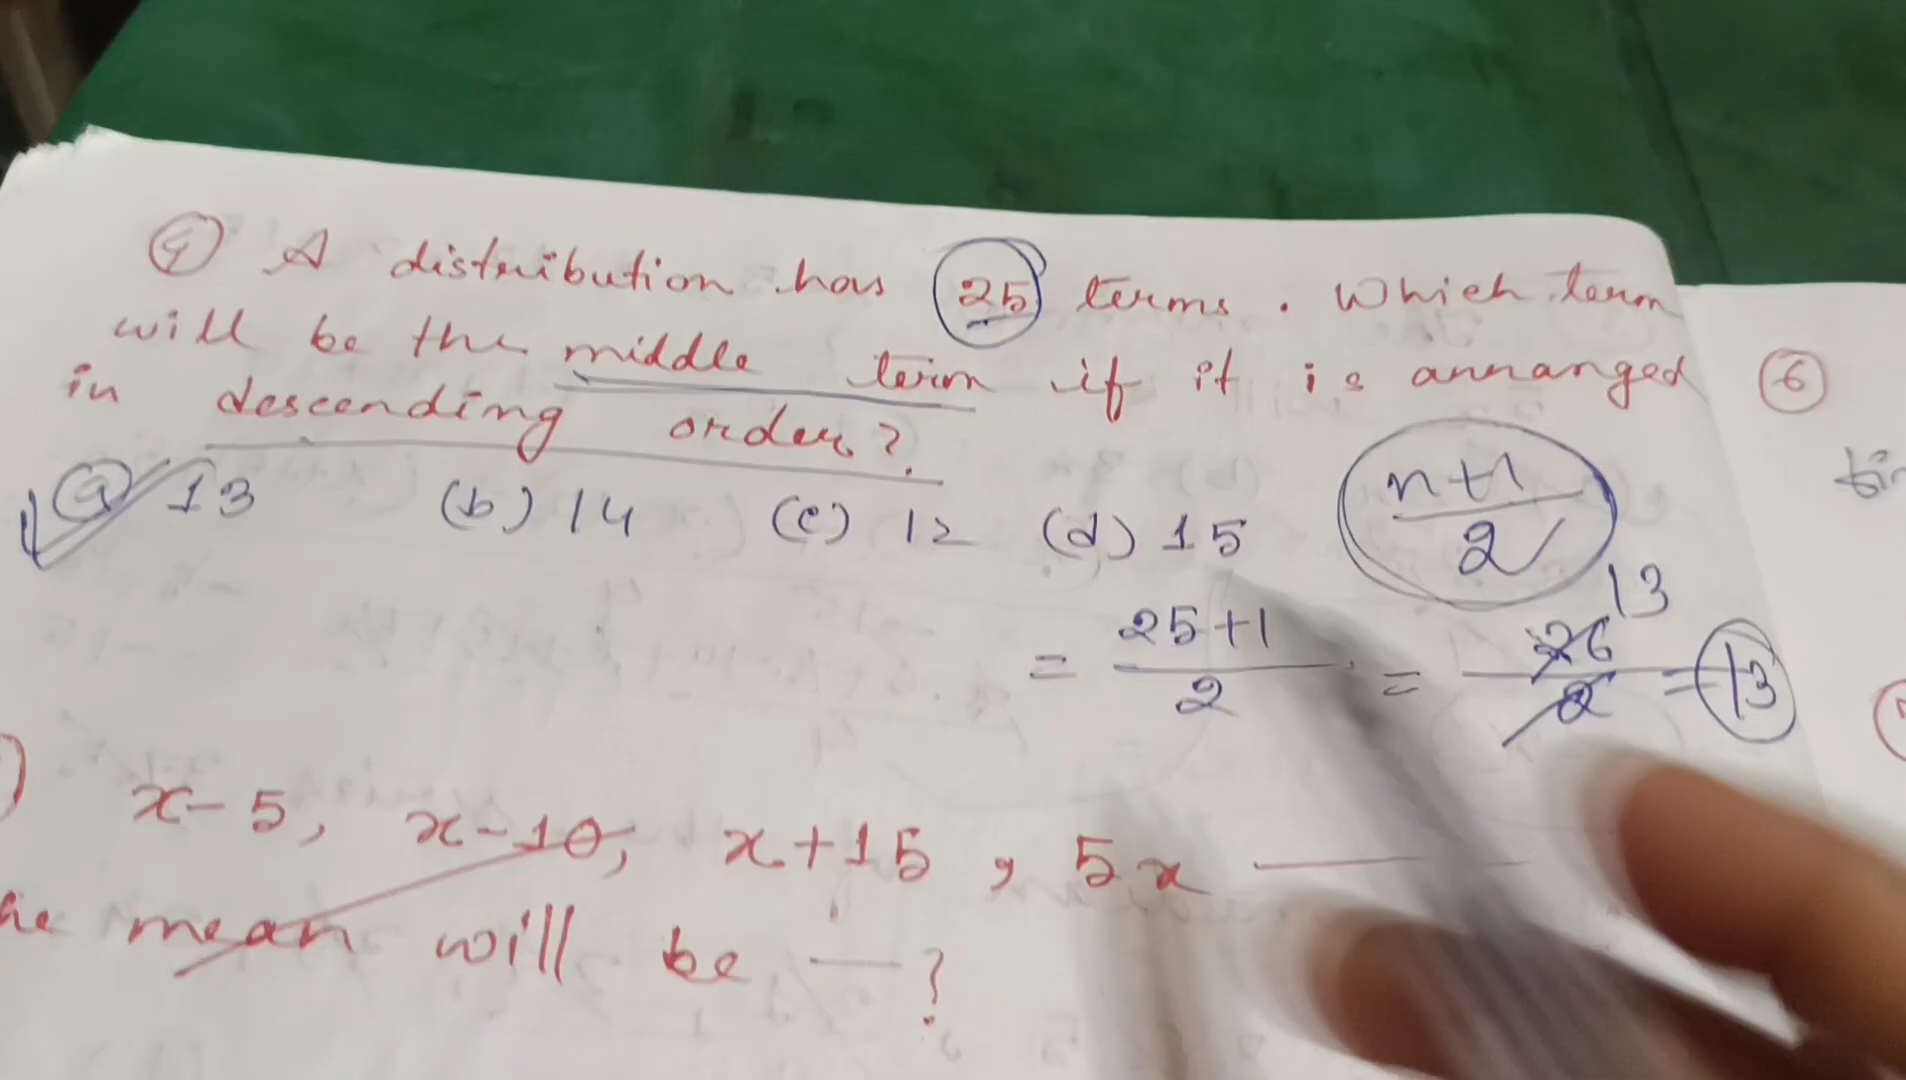 ④ A distribution has 25 terms. Which term
will be the middle term if it is arranged
in descending order?
(a) 13 (b) 14 (c) 12 (d) 15
n+1/2
= 25+1/2 = 26/2 13 = 13
x-5, x-10, x+15, 5x
mean will be — ?
⑥